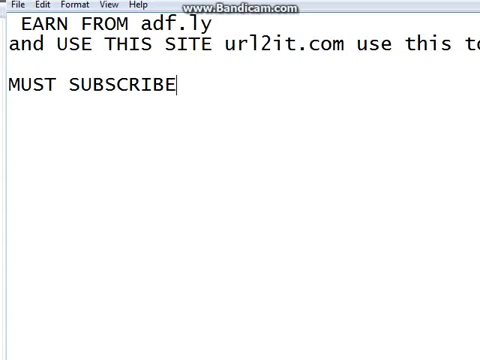 www.Bandicam.com
File Edit Format View Help
EARN FROM adf.ly
and USE THIS SITE url2it.com use this to
MUST SUBSCRIBE